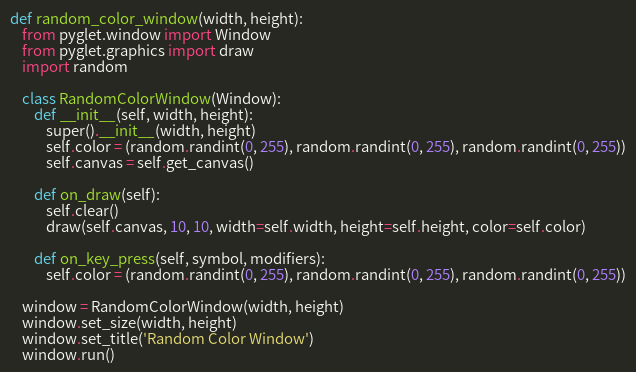 def random_color_window(width, height):
from pyglet.window import Window
from pyglet.graphics import draw
import random
class RandomColorWindow(Window):
def __init__(self, width, height):
super().__init__(width, height)
self.color = (random.randint(0, 255), random.randint(0, 255), random.randint(0, 255))
self.canvas = self.get_canvas()
def on_draw(self):
self.clear()
draw(self.canvas, 10, 10, width=self.width, height=self.height, color=self.color)
def on_key_press(self, symbol, modifiers):
self.color = (random.randint(0, 255), random.randint(0, 255), random.randint(0, 255))
window = RandomColorWindow(width, height)
window.set_size(width, height)
window.set_title('Random Color Window')
window.run()